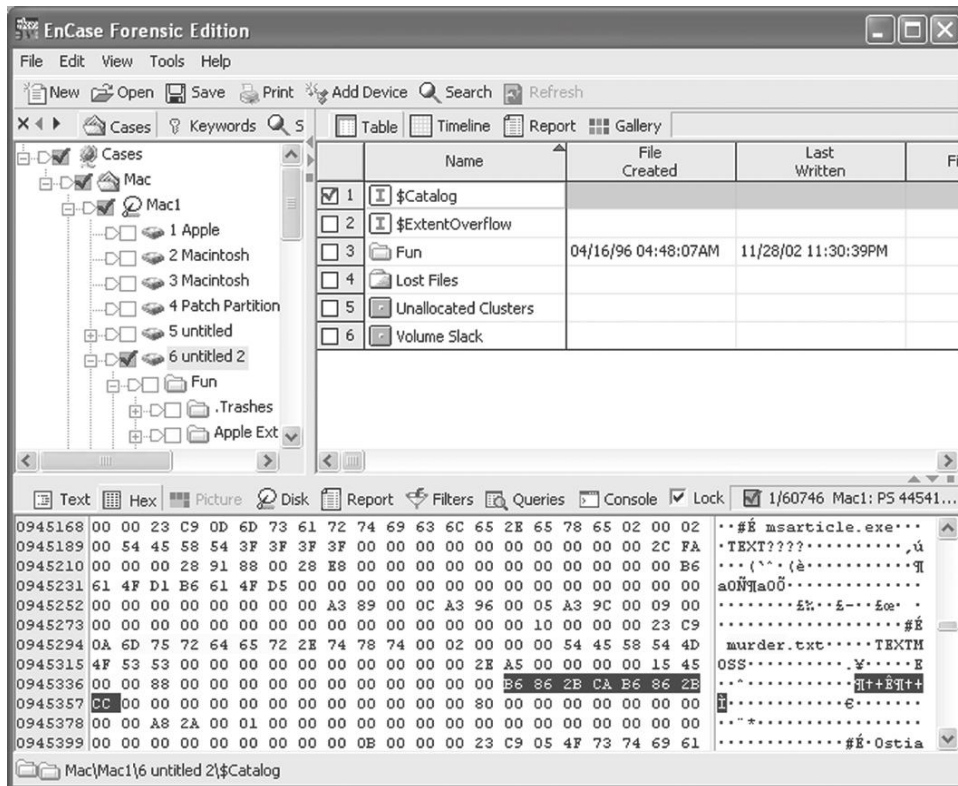 EnCase Forensic Edition
File Edit View Tools Help
New Open Save Print Add Device Search Refresh
Cases Keywords S
Table Timeline Report Gallery
Cases
Mac
Mac1
1 Apple
2 Macintosh
3 Macintosh
4 Patch Partition
5 untitled
6 untitled 2
Fun
.Trashes
Apple Ext
Name File Created Last Written Fi
1 $Catalog
2 $ExtentOverflow
3 Fun 04/16/96 04:48:07AM 11/28/02 11:30:39PM
4 Lost Files
5 Unallocated Clusters
6 Volume Slack
Text Hex Picture Disk Report Filters Queries Console Lock 1/60746 Mac1: PS 44541...
0945168 00 00 23 C9 0D 6D 73 61 72 74 69 63 6C 65 2E 65 78 65 02 00 02 ··#É msarticle.exe···
0945189 00 54 45 58 54 3F 3F 3F 3F 00 00 00 00 00 00 00 00 00 00 2C FA ·TEXT????··········,ú
0945210 00 00 00 28 91 88 00 28 E8 00 00 00 00 00 00 00 00 00 00 00 B6
0945231 61 4F D1 B6 61 4F D5 00 00 00 00 00 00 00 00 00 00 00 00 00 00 aOÑ¶aOÕ··············
0945252 00 00 00 00 00 00 00 00 A3 89 00 0C A3 96 00 05 A3 9C 00 09 00
0945273 00 00 00 00 00 00 00 00 00 00 00 00 00 00 10 00 00 00 23 C9 #É
0945294 0A 6D 75 72 64 65 72 2E 74 78 74 00 02 00 00 00 54 45 58 54 4D murder.txt·····TEXTM
0945315 4F 53 53 00 00 00 00 00 00 00 00 00 00 00 2E A5 00 00 00 00 15 45 OSS···········.¥·····E
0945336 00 00 88 00 00 00 00 00 00 00 00 00 00 00 B6 86 2B CA B6 86 2B ··ˆ···········¶†+Ê¶†+
0945357 CC 00 00 00 00 00 00 00 00 00 00 00 00 80 00 00 00 00 00 00 00 Ì············€·······
0945378 00 00 A8 2A 00 01 00 00 00 00 00 00 00 00 00 00 00 00 00 00 00 ··¨*·················
0945399 00 00 00 00 00 00 00 00 0B 00 00 00 23 C9 05 4F 73 74 69 61 ·············#É·Ostia
Mac\Mac1\6 untitled 2\$Catalog